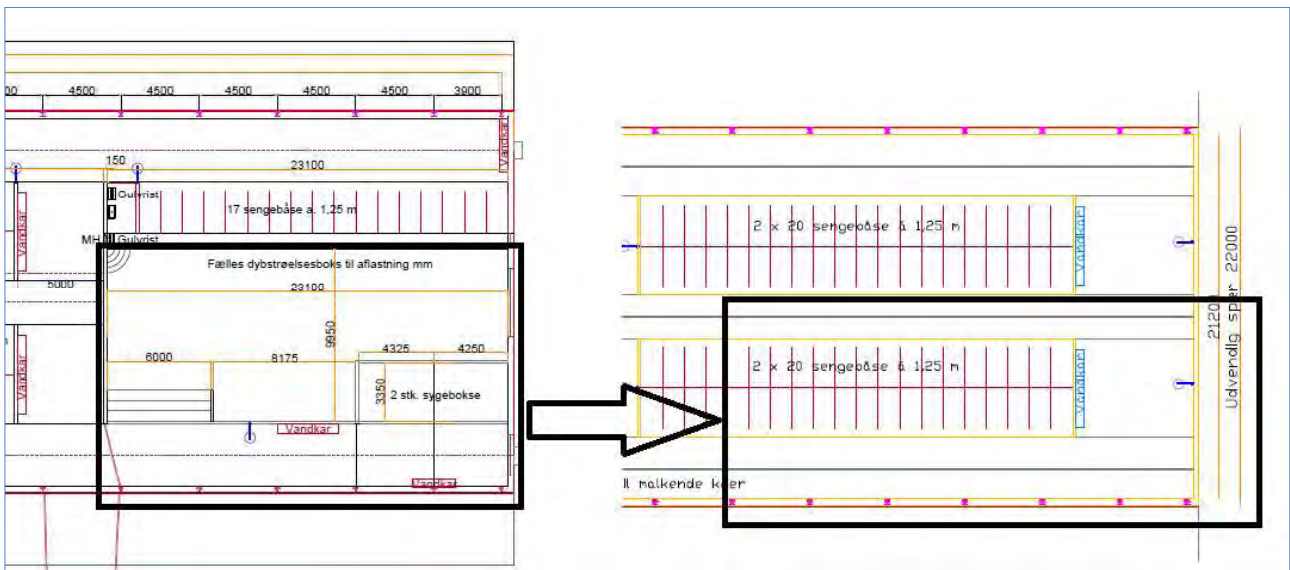 4500 4500 4500 4500 4500 3900
Vandkar
150 23100
Gulvrist
17 sengebåse a. 1,25 m
Vandkar
MH Gulvrist
Fælles dybstrøelsesboks til aflastning mm
5000 23100
9950
6000 8175 4325 4250
Vandkar
3350 2 stk. sygebokse
Vandkar
Vandkar
2 x 20 sengebåse á 1,25 m
Vandkar
2 x 20 sengebåse á 1,25 m
Vandkar
21200
Udvendig spær 22000
malkende køer